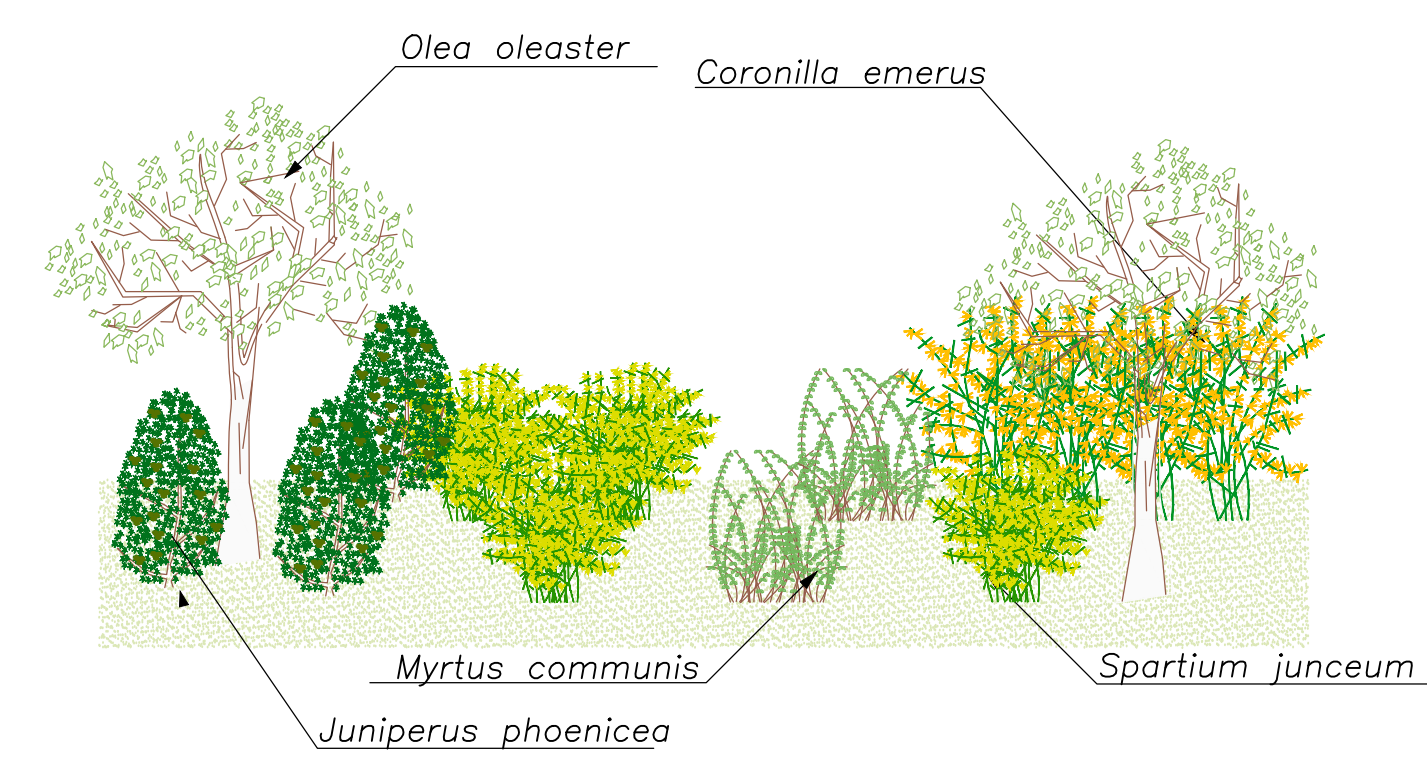 Olea oleaster
Coronilla emerus
Myrtus communis
Spartium junceum
Juniperus phoenicea